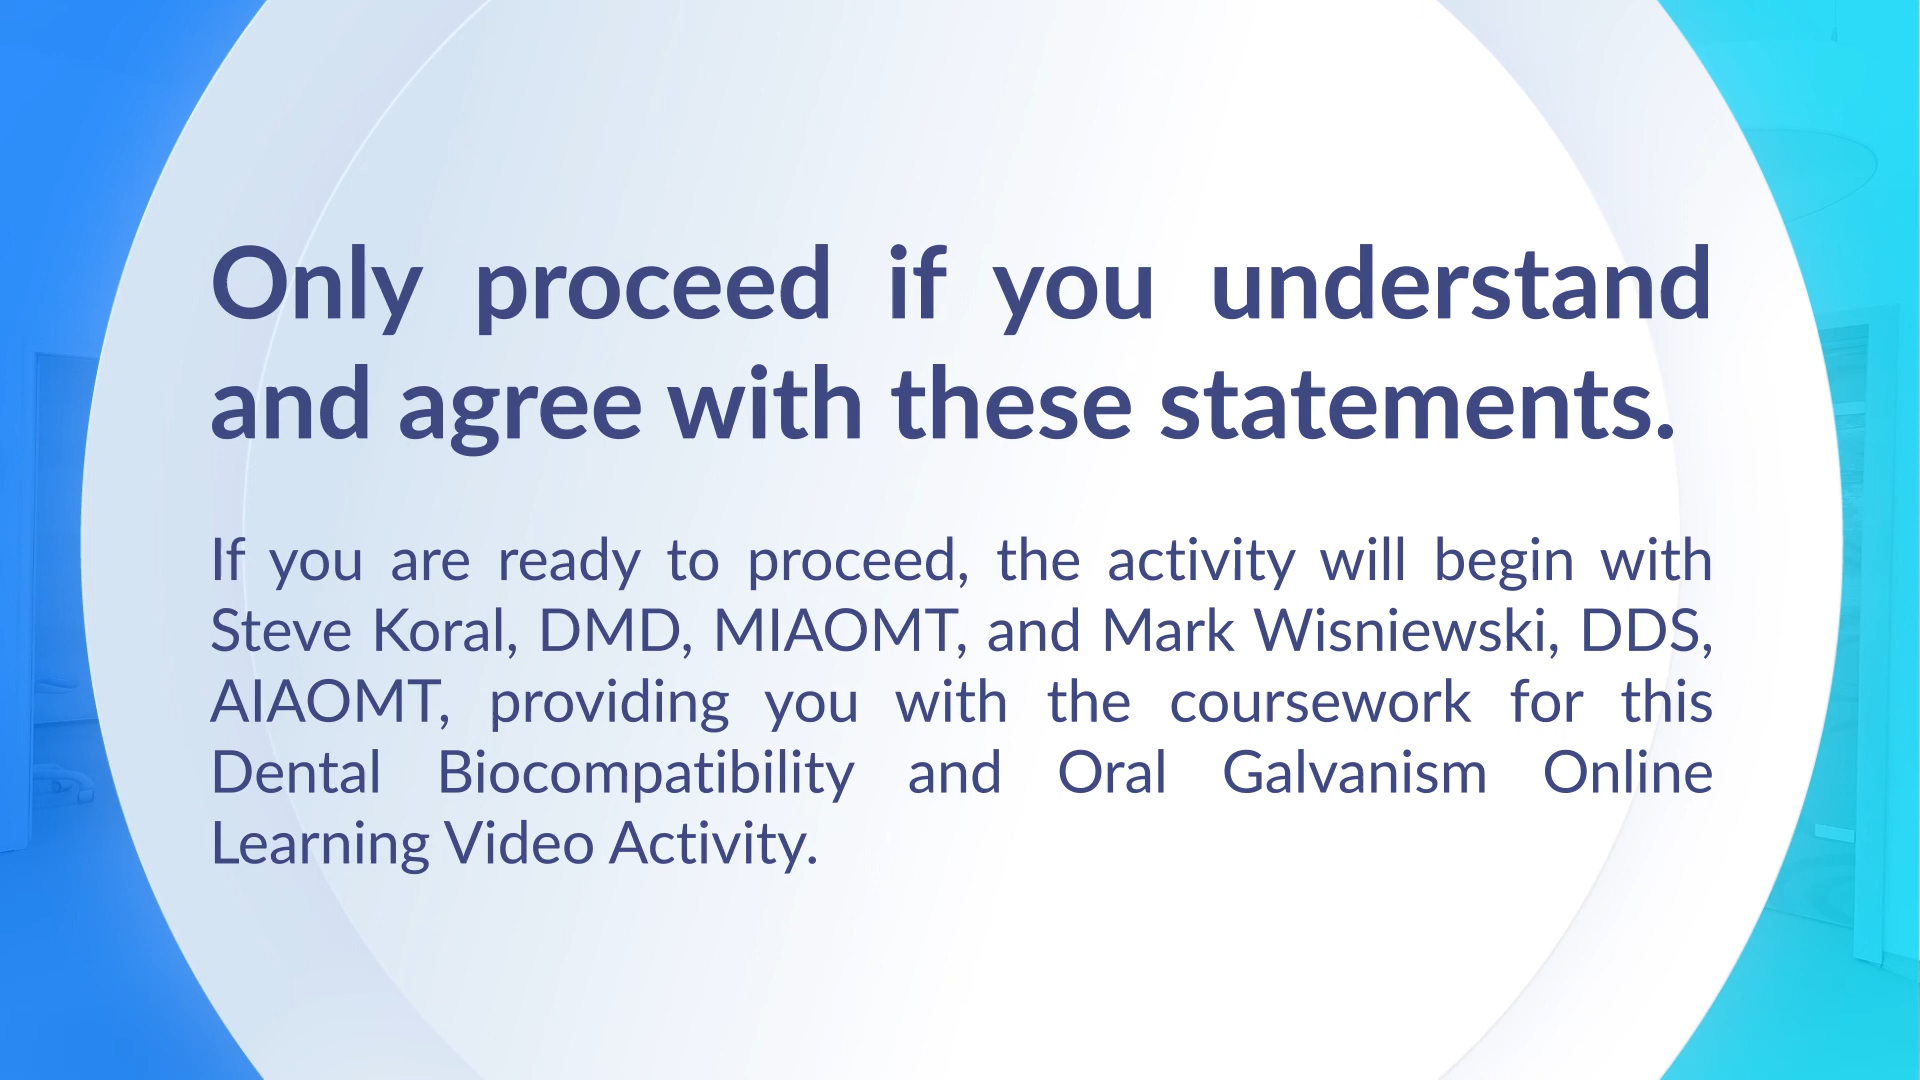 Only proceed if you understand
and agree with these statements.
If you are ready to proceed, the activity will begin with
Steve Koral, DMD, MIAOMT, and Mark Wisniewski, DDS,
AIAOMT, providing you with the coursework for this
Dental Biocompatibility and Oral Galvanism Online
Learning Video Activity.